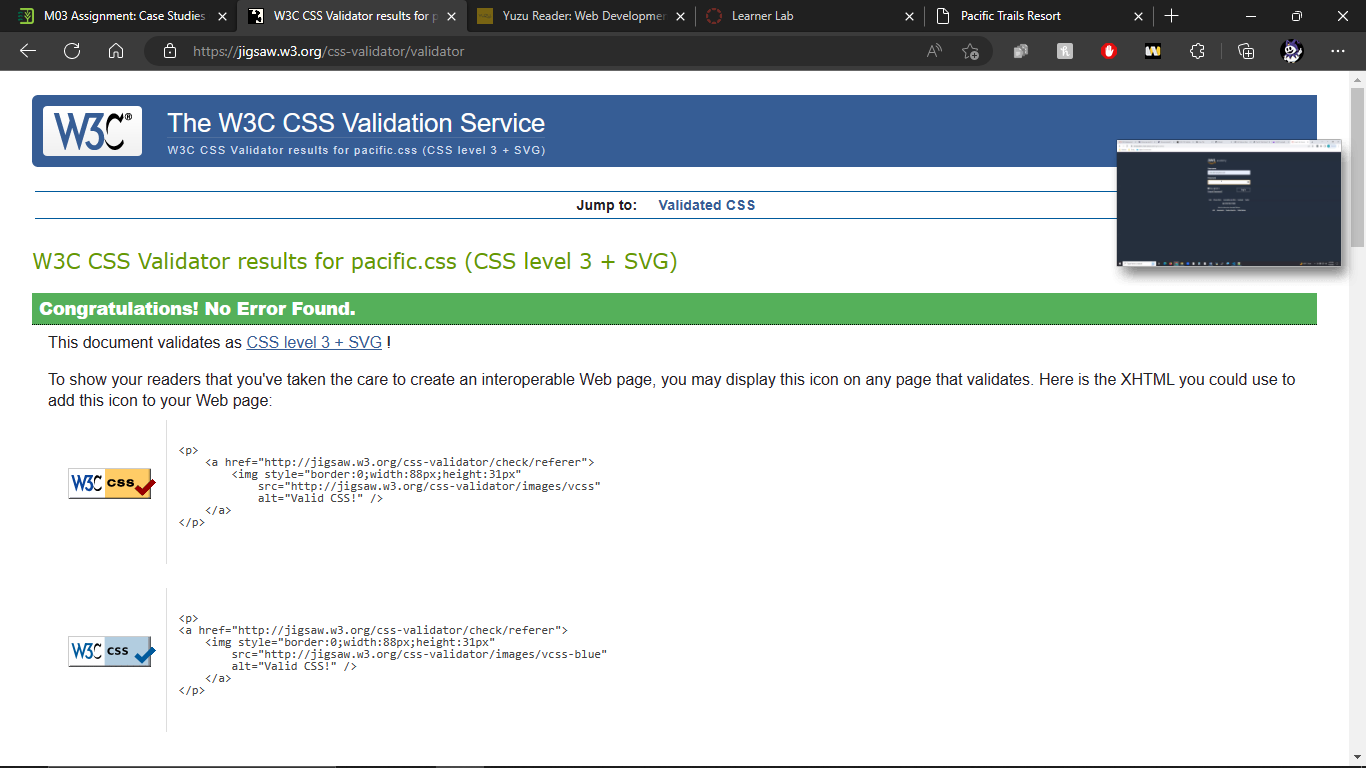 M03 Assignment: Case Studies
W3C CSS Validator results for p
Yuzu Reader: Web Developmer
Learner Lab
Pacific Trails Resort
https://jigsaw.w3.org/css-validator/validator
W3C®
The W3C CSS Validation Service
W3C CSS Validator results for pacific.css (CSS level 3 + SVG)
Jump to: Validated CSS
W3C CSS Validator results for pacific.css (CSS level 3 + SVG)
Congratulations! No Error Found.
This document validates as CSS level 3 + SVG !
To show your readers that you've taken the care to create an interoperable Web page, you may display this icon on any page that validates. Here is the XHTML you could use to
add this icon to your Web page:
<p>
<a href="http://jigsaw.w3.org/css-validator/check/referer">
<img style="border:0;width:88px;height:31px"
src="http://jigsaw.w3.org/css-validator/images/vcss"
alt="Valid CSS!" />
</a>
</p>
W3C css
<p>
<a href="http://jigsaw.w3.org/css-validator/check/referer">
<img style="border:0;width:88px;height:31px"
src="http://jigsaw.w3.org/css-validator/images/vcss-blue"
alt="Valid CSS!" />
</a>
</p>
W3C css